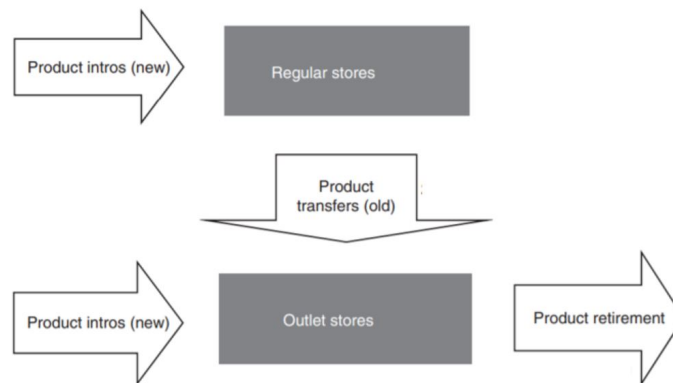 Product intros (new)
Regular stores
Product
transfers (old)
Product intros (new)
Outlet stores
Product retirement